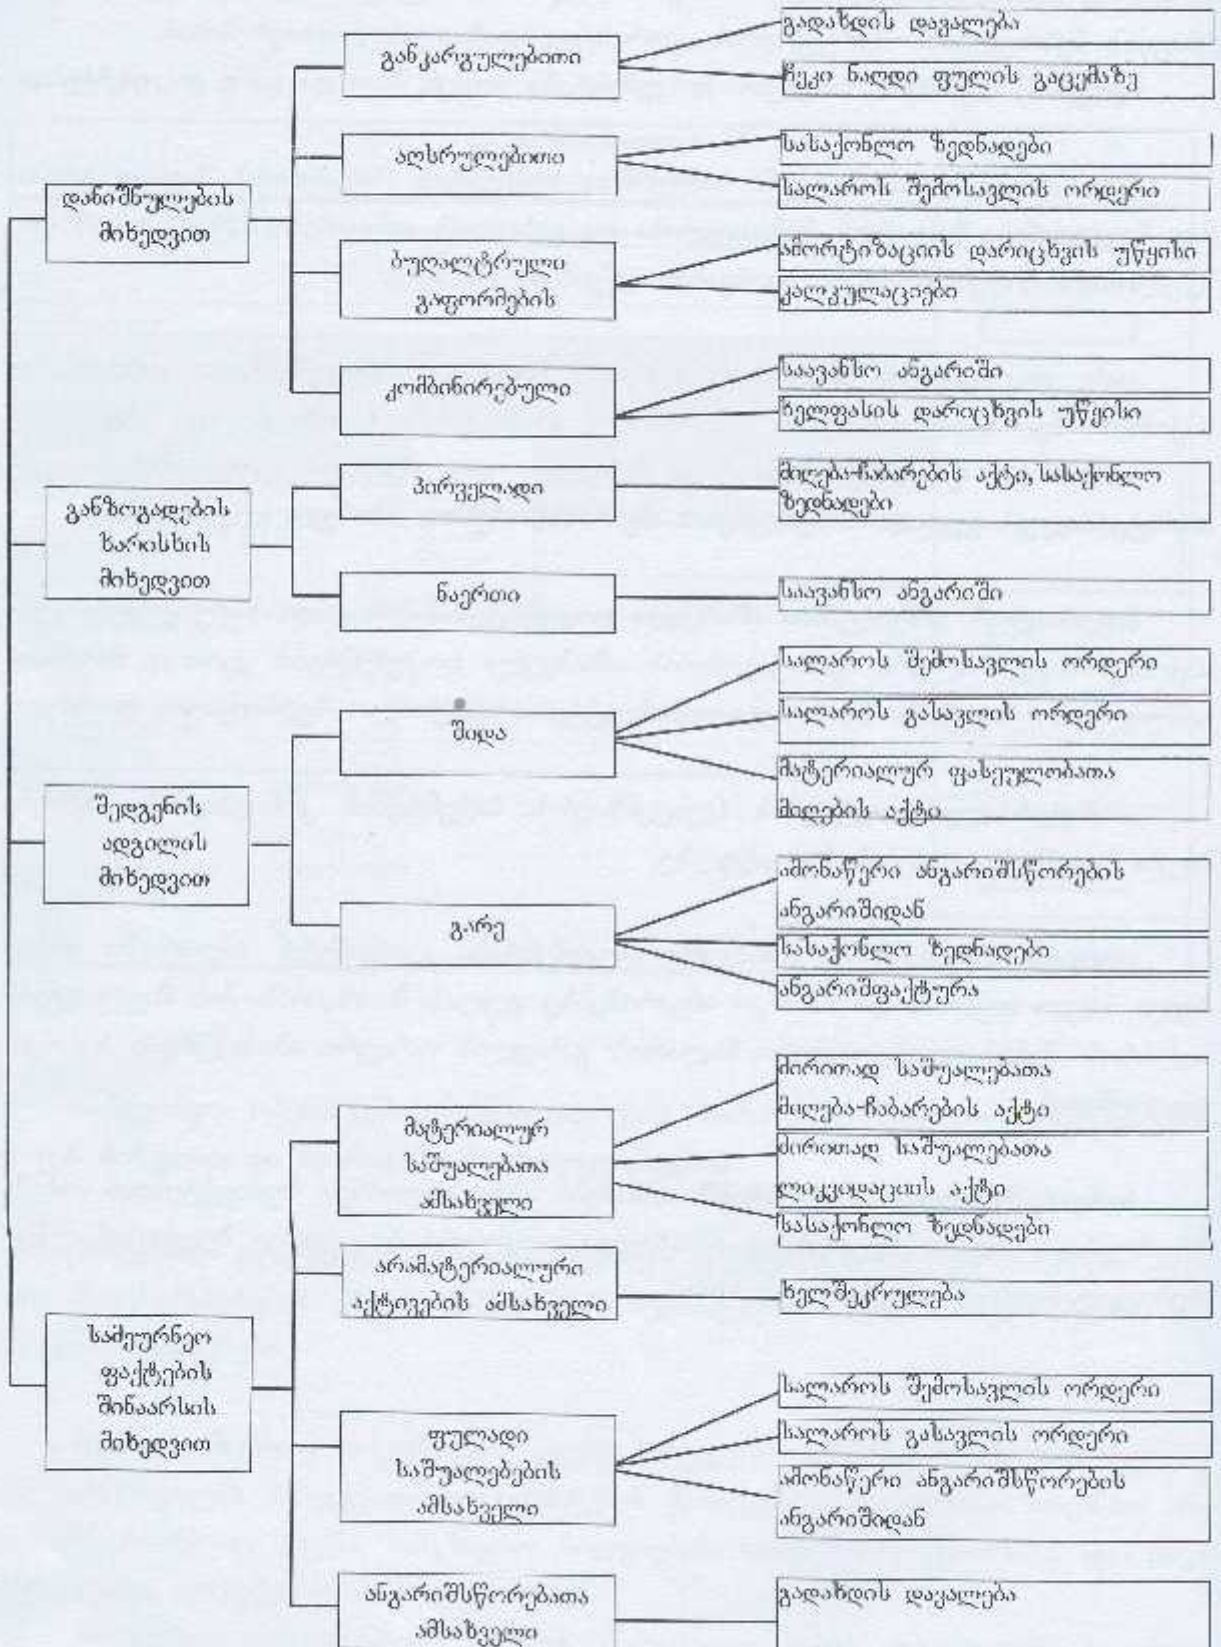 დანიშნულების
მიხედვით
განკარგულებითი
გადახდის დავალება
ჩეკი ნაღდი ფულის გაცემაზე
აღსრულებითი
სასაქონლო ზედნადები
სალაროს შემოსავლის ორდერი
ბუღალტრული
გაფორმების
ამორტიზაციის დარიცხვის უწყისი
კალკულაციები
კომბინირებული
საავანსო ანგარიში
ხელფასის დარიცხვის უწყისი
განზოგადების
ხარისხის
მიხედვით
პირველადი
მიღება-ჩაბარების აქტი, სასაქონლო
ზედნადები
ნაერთი
საავანსო ანგარიში
შედგენის
ადგილის
მიხედვით
შიდა
სალაროს შემოსავლის ორდერი
სალაროს გასავლის ორდერი
მატერიალურ ფასეულობათა
მიღების აქტი
გარე
ამონაწერი ანგარიშსწორების
ანგარიშიდან
სასაქონლო ზედნადები
ანგარიშფაქტურა
სამეურნეო
ფაქტების
შინაარსის
მიხედვით
მატერიალურ
საშუალებათა
ამსახველი
ძირითად საშუალებათა
მიღება-ჩაბარების აქტი
ძირითად საშუალებათა
ლიკვიდაციის აქტი
სასაქონლო ზედნადები
არამატერიალური
აქტივების ამსახველი
ხელშეკრულება
ფულადი
საშუალებების
ამსახველი
სალაროს შემოსავლის ორდერი
სალაროს გასავლის ორდერი
ამონაწერი ანგარიშსწორების
ანგარიშიდან
ანგარიშსწორებათა
ამსახველი
გადახდის დავალება